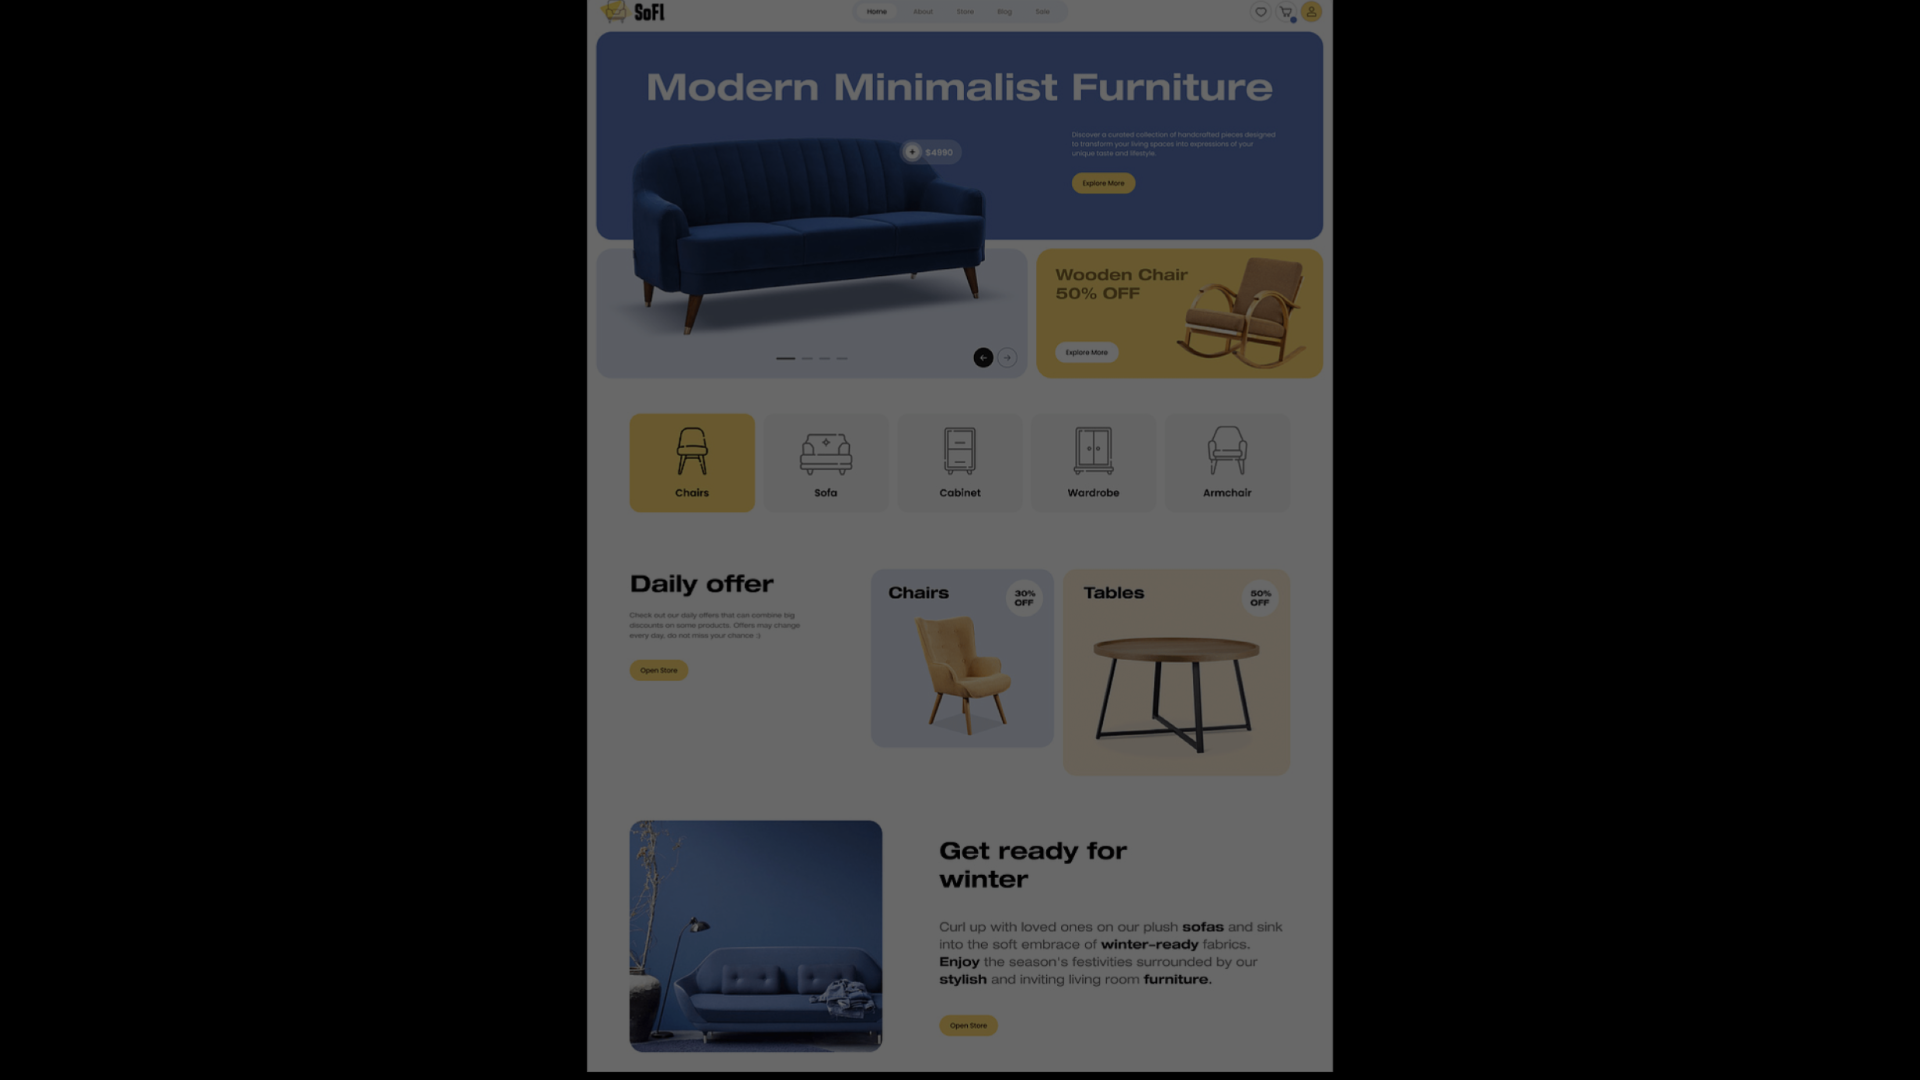 SoFl
Home About Store Blog Sale
Modern Minimalist Furniture
$4990
Discover a curated collection of handcrafted pieces designed
to transform your living spaces into expressions of your
unique taste and lifestyle.
Explore More
Wooden Chair
50% OFF
Explore More
Chairs
Sofa
Cabinet
Wardrobe
Armchair
Daily offer
Check out our daily offers that can combine big
discounts on some products. Offers may change
every day, do not miss your chance :)
Open Store
Chairs
30%
OFF
Tables
50%
OFF
Get ready for
winter
Curl up with loved ones on our plush sofas and sink
into the soft embrace of winter-ready fabrics.
Enjoy the season's festivities surrounded by our
stylish and inviting living room furniture.
Open Store